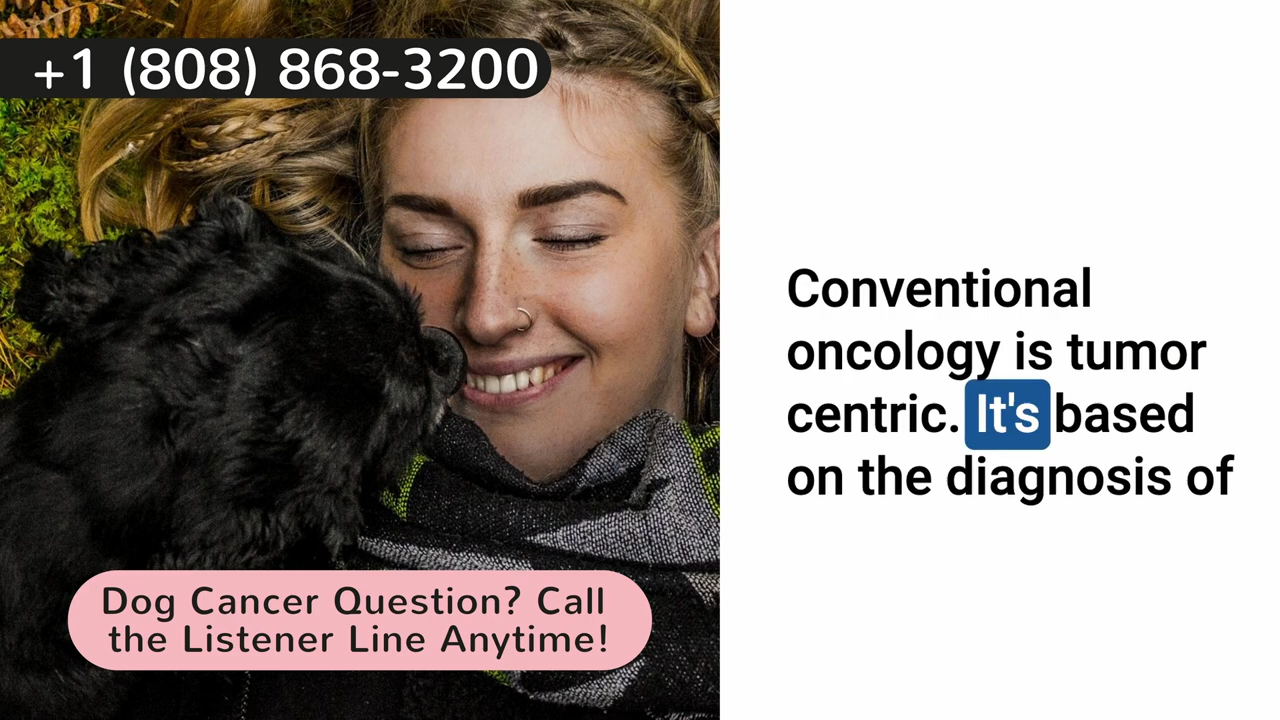 +1 (808) 868-3200
Dog Cancer Question? Call
the Listener Line Anytime!
Conventional
oncology is tumor
centric. It's based
on the diagnosis of